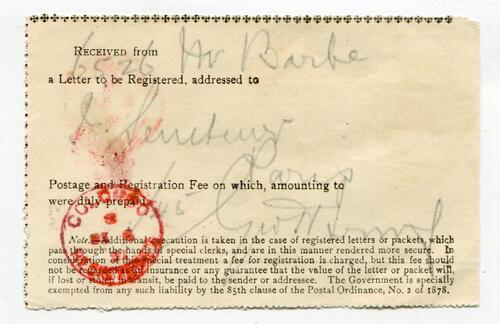 RECEIVED from
6526 Mr Barbe
a Letter to be Registered, addressed to
Paris
Postage and Registration Fee on which, amounting to
were duly prepaid.
COLOMBO
Note.—Additional precaution is taken in the case of registered letters or packets, which
pass through the hands of special clerks, and are in this manner rendered more secure. In
consideration of this special treatment a fee for registration is charged, but this fee should
not be regarded as insurance or any guarantee that the value of the letter or packet will,
if lost or stolen in transit, be paid to the sender or addressee. The Government is specially
exempted from any such liability by the 85th clause of the Postal Ordinance, No. 2 of 1878.